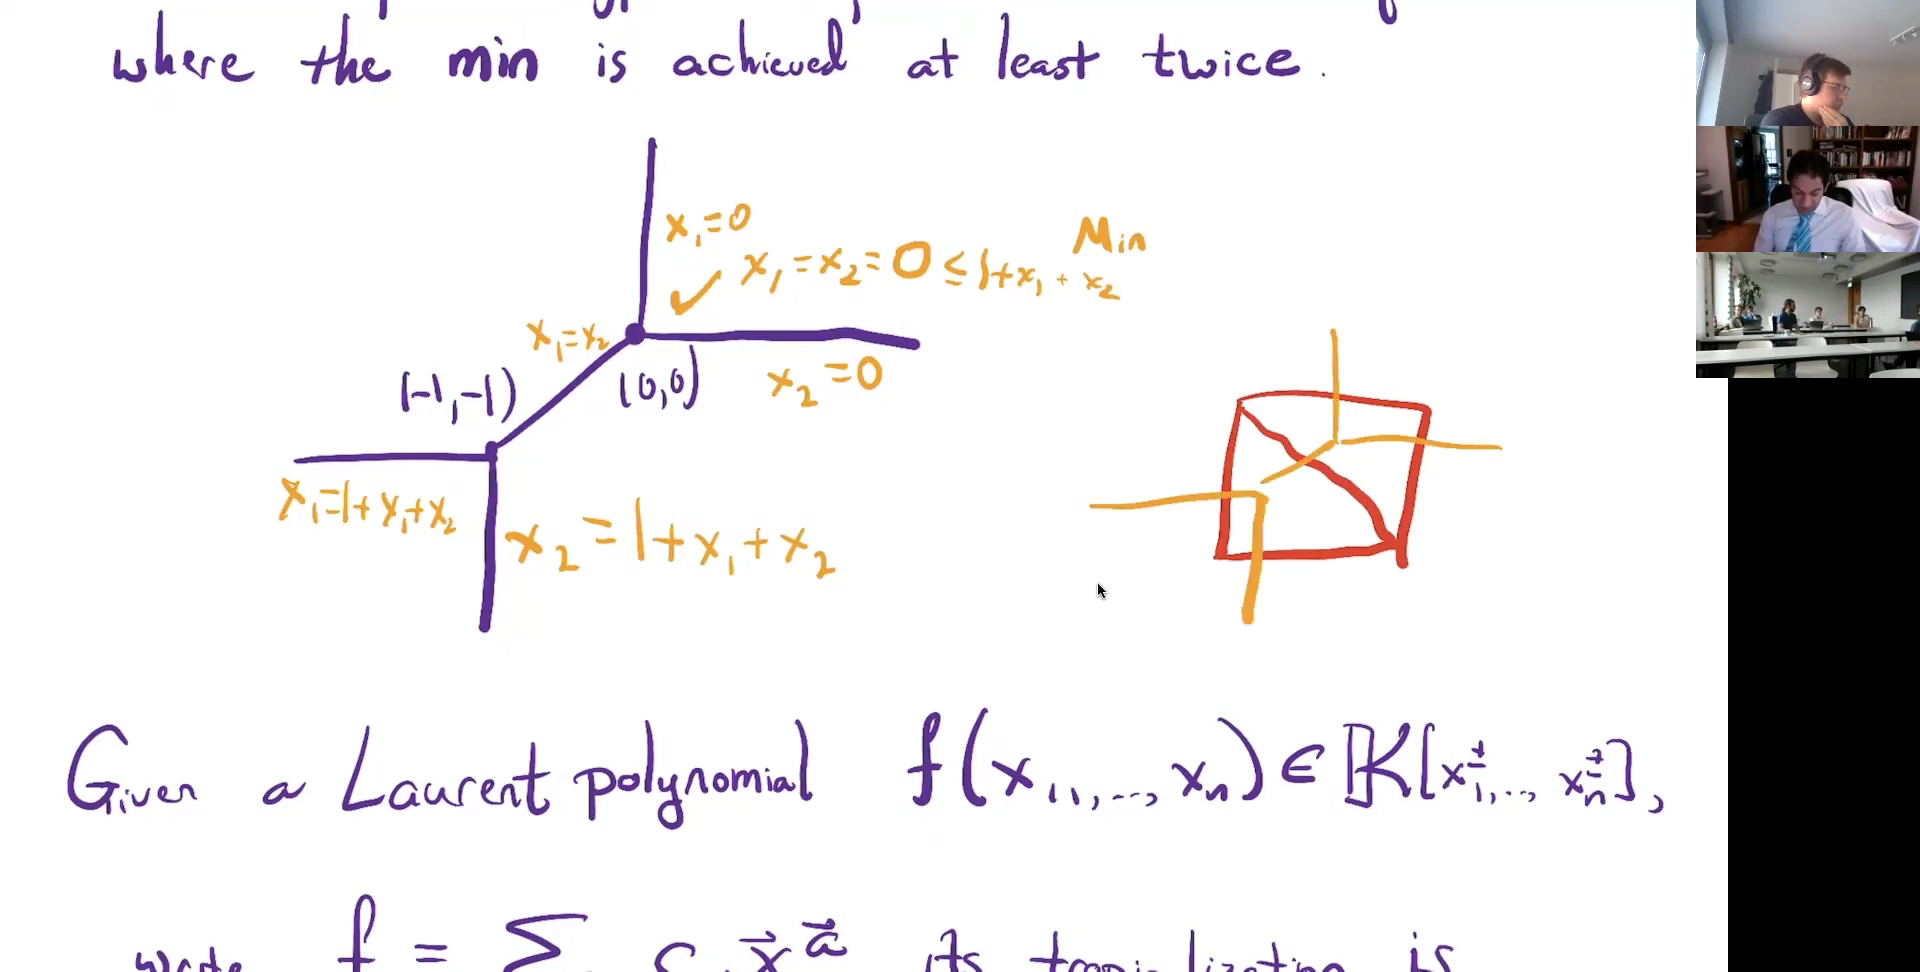 where the min is achieved at least twice.
x₁=0
Min
x₁=x₂=0≤1+x₁+x₂
x₁=x₂
(-1,-1)
(0,0)
x₂=0
x₁=1+x₁+x₂
x₂=1+x₁+x₂
Given a Laurent polynomial f(x₁,..,xₙ)∈𝕂[x₁^±,..,xₙ^±],
f = Σ x⃗^a⃗ its is